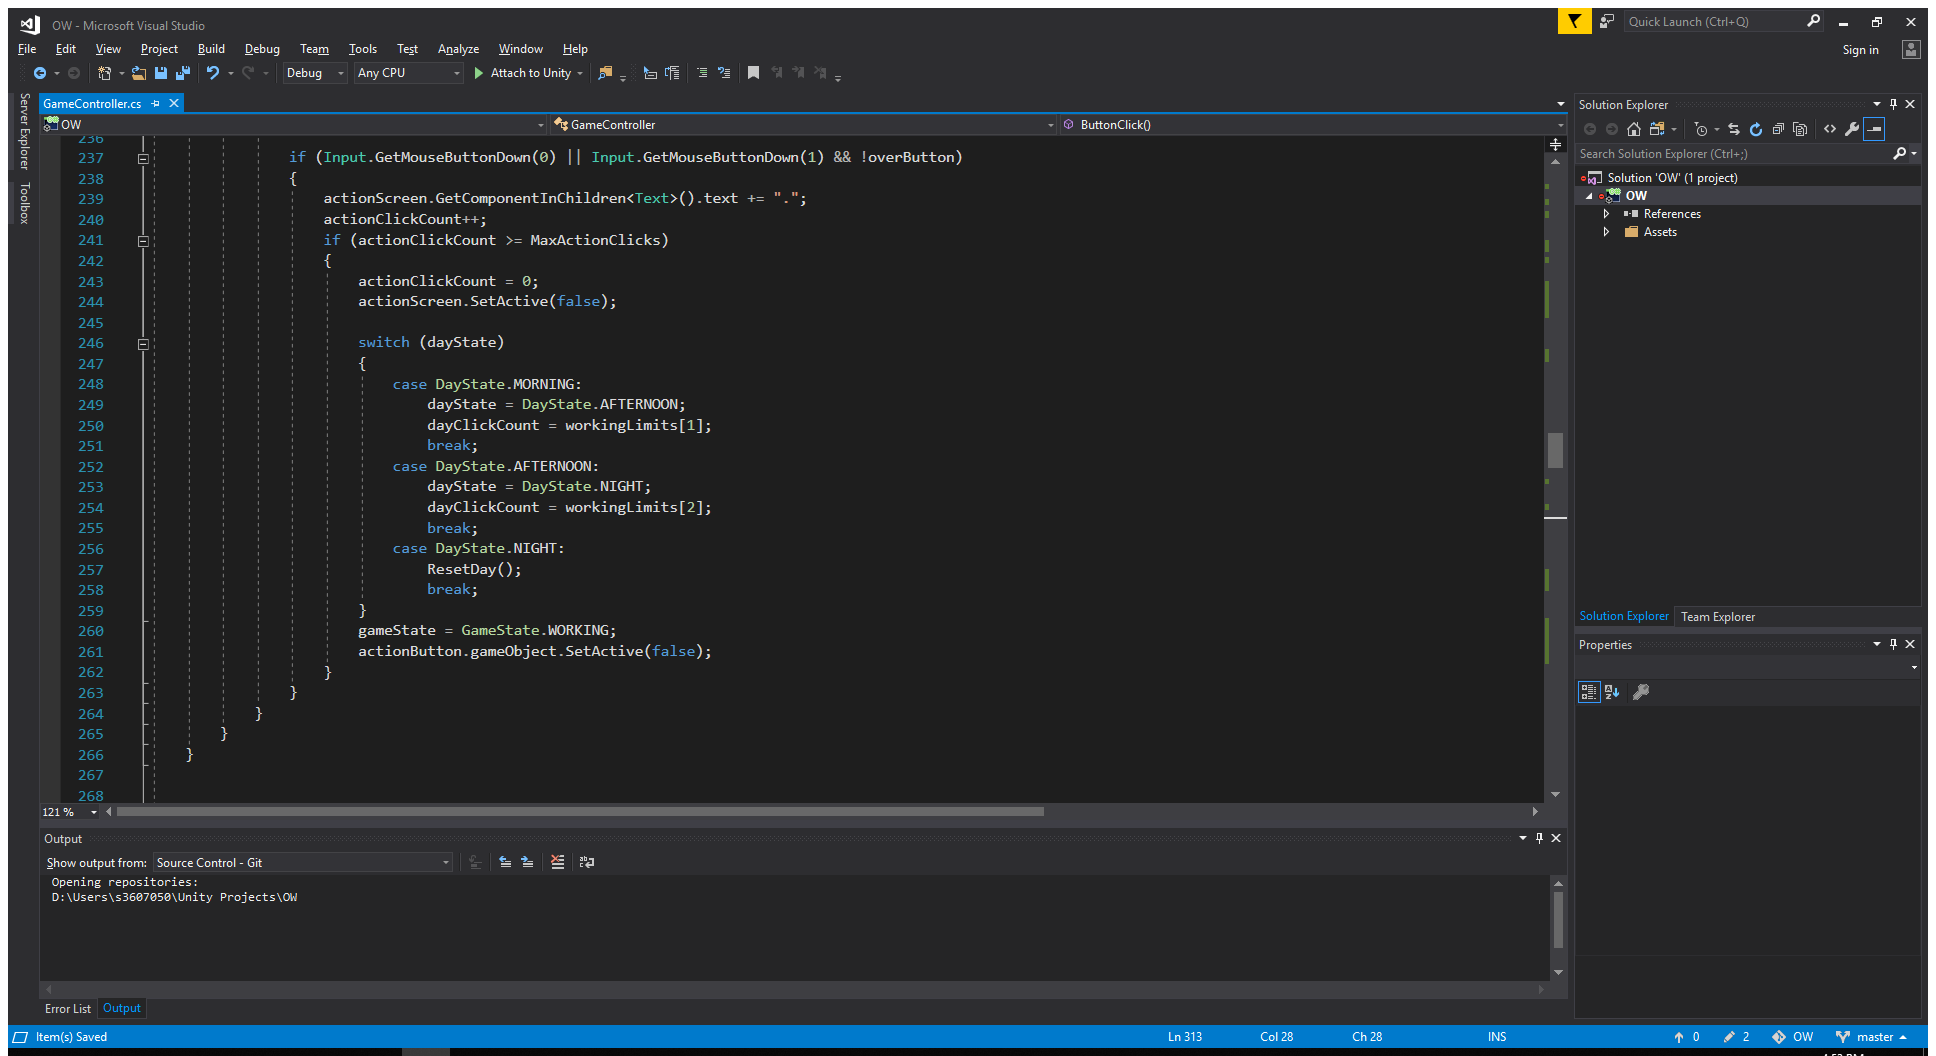 OW - Microsoft Visual Studio
Quick Launch (Ctrl+Q)
File Edit View Project Build Debug Team Tools Test Analyze Window Help
Sign in
Debug Any CPU Attach to Unity
Server Explorer
Toolbox
GameController.cs
OW GameController ButtonClick()
236
237 if (Input.GetMouseButtonDown(0) || Input.GetMouseButtonDown(1) && !overButton)
238 {
239 actionScreen.GetComponentInChildren<Text>().text += ".";
240 actionClickCount++;
241 if (actionClickCount >= MaxActionClicks)
242 {
243 actionClickCount = 0;
244 actionScreen.SetActive(false);
245
246 switch (dayState)
247 {
248 case DayState.MORNING:
249 dayState = DayState.AFTERNOON;
250 dayClickCount = workingLimits[1];
251 break;
252 case DayState.AFTERNOON:
253 dayState = DayState.NIGHT;
254 dayClickCount = workingLimits[2];
255 break;
256 case DayState.NIGHT:
257 ResetDay();
258 break;
259 }
260 gameState = GameState.WORKING;
261 actionButton.gameObject.SetActive(false);
262 }
263 }
264 }
265 }
266 }
267
268
121 %
Solution Explorer
Search Solution Explorer (Ctrl+;)
Solution 'OW' (1 project)
OW
References
Assets
Solution Explorer Team Explorer
Properties
Output
Show output from: Source Control - Git
Opening repositories:
D:\Users\s3607050\Unity Projects\OW
Error List Output
Item(s) Saved Ln 313 Col 28 Ch 28 INS 0 2 OW master